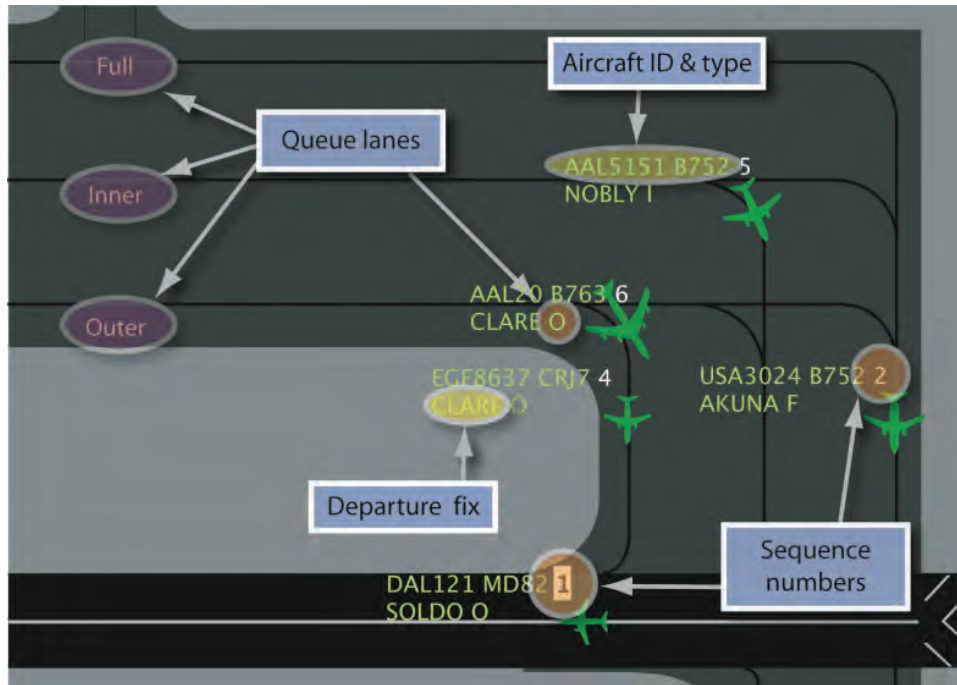 Full
Aircraft ID & type
Queue lanes
AAL5151 B752 5
NOBLY I
Inner
AAL20 B763 6
CLARE O
Outer
EGF8637 CRJ7 4
CLARE O
USA3024 B752 2
AKUNA F
Departure fix
Sequence
numbers
DAL121 MD82 1
SOLDO O